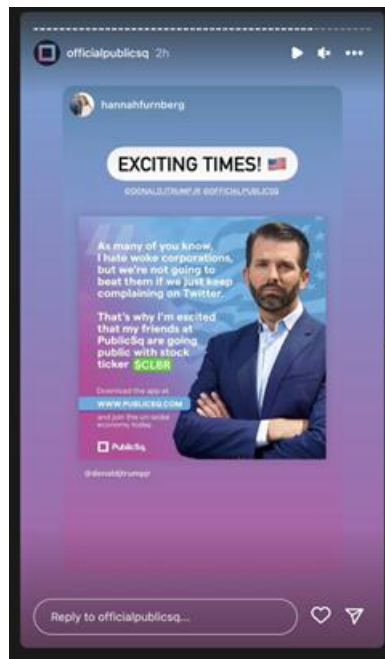 officialpublicsq 2h
hannahfurnberg
EXCITING TIMES! 🇺🇸
@DONALDJTRUMPJR @OFFICIALPUBLICSQ
As many of you know,
I hate woke corporations,
but we're not going to
beat them if we just keep
complaining on Twitter.
That's why I'm excited
that my friends at
PublicSq are going
public with stock
ticker $CLBR
Download the app at
WWW.PUBLICSQ.COM
and join the un-woke
economy today.
PublicSq.
@donaldjtrumpjr
Reply to officialpublicsq...